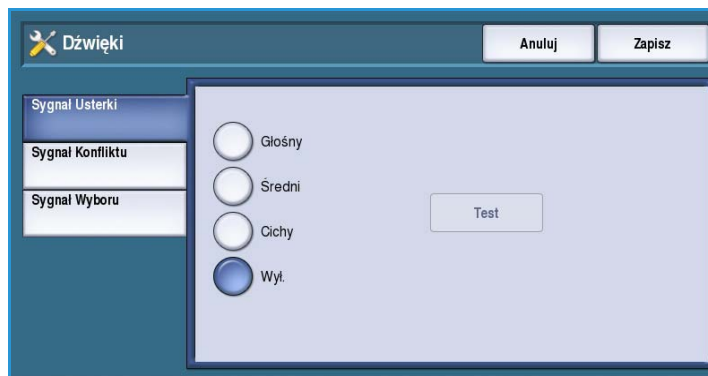 Dźwięki
Anuluj
Zapisz
Sygnał Usterki
Sygnał Konfliktu
Sygnał Wyboru
Głośny
Średni
Cichy
Wył.
Test